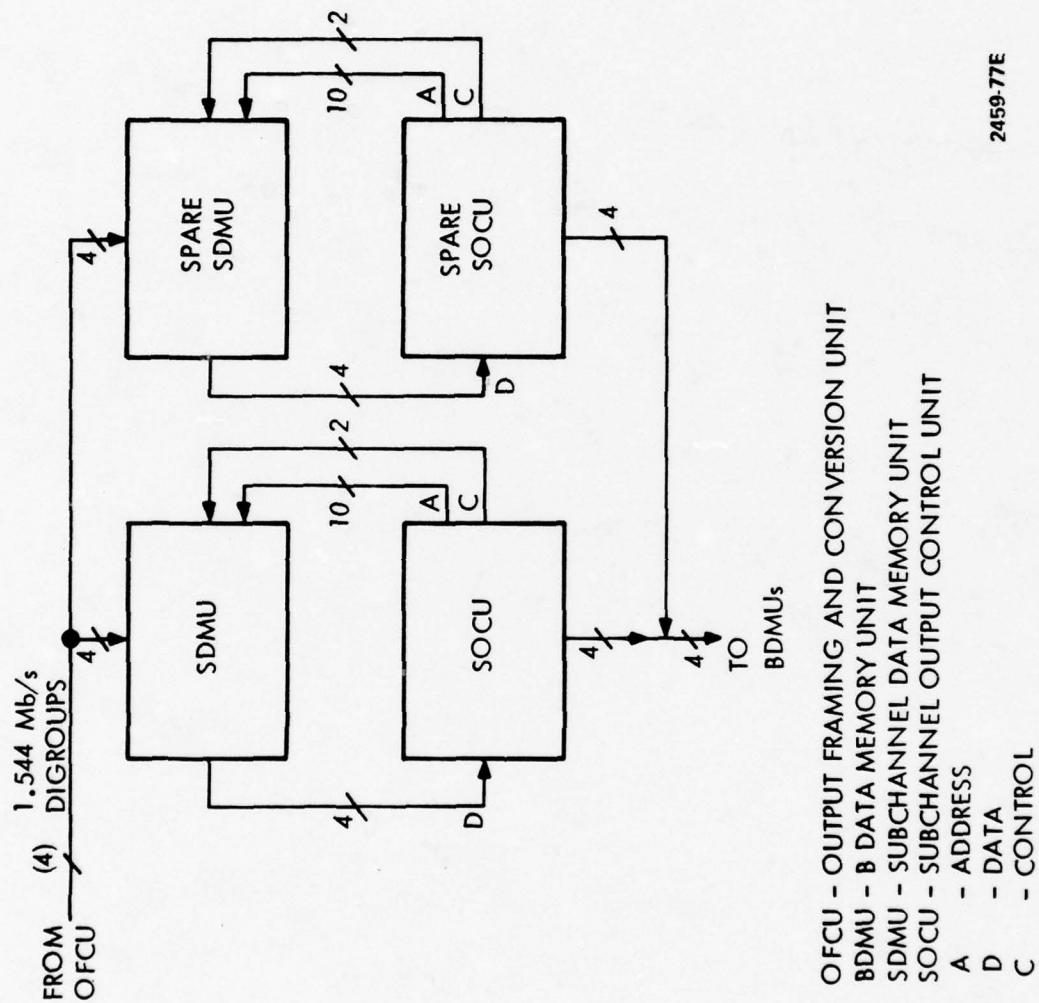 FROM OFCU
(4) 1.544 Mb/s DIGROUPS
4
4
SDMU
SPARE SDMU
4
10
2
4
10
2
D
A
C
D
A
C
SOCU
SPARE SOCU
4
4
4
TO BDMUs
OFCU - OUTPUT FRAMING AND CONVERSION UNIT
BDMU - B DATA MEMORY UNIT
SDMU - SUBCHANNEL DATA MEMORY UNIT
SOCU - SUBCHANNEL OUTPUT CONTROL UNIT
A - ADDRESS
D - DATA
C - CONTROL
2459-77E